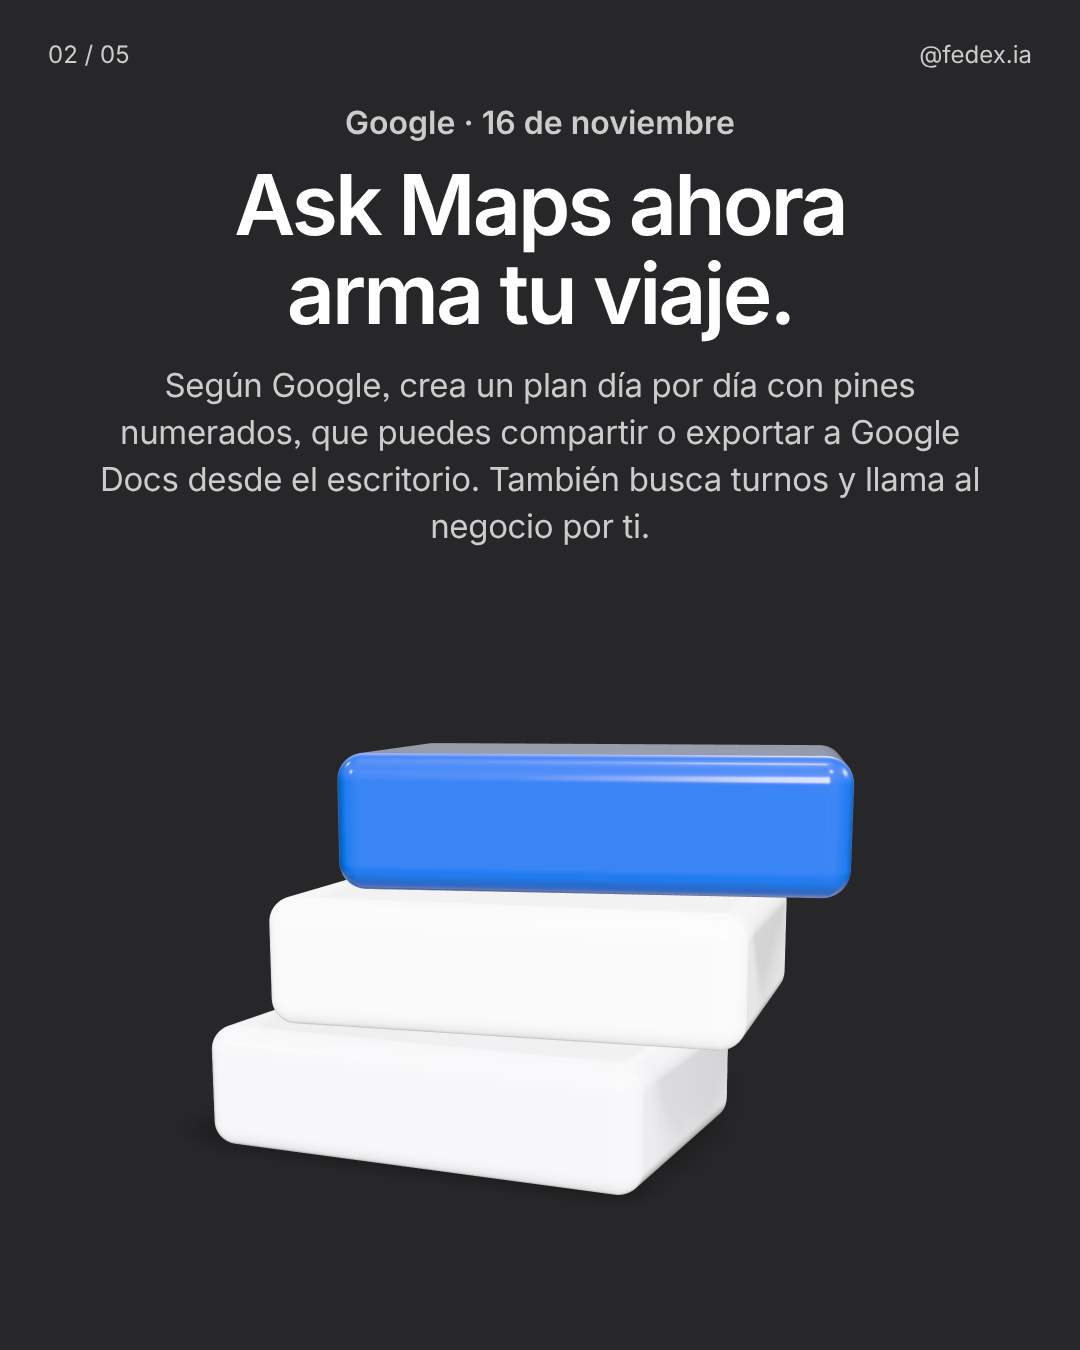 02 / 05
@fedex.ia
Google · 16 de noviembre
Ask Maps ahora
arma tu viaje.
Según Google, crea un plan día por día con pines
numerados, que puedes compartir o exportar a Google
Docs desde el escritorio. También busca turnos y llama al
negocio por ti.